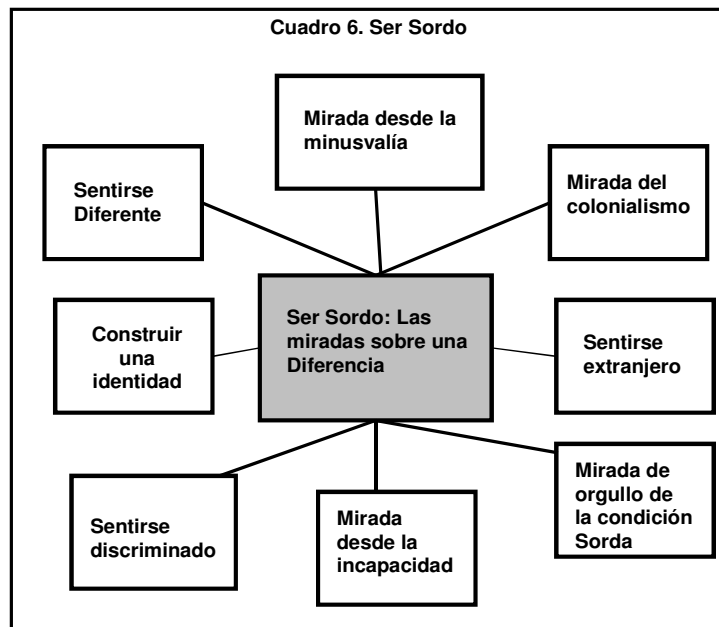 Cuadro 6. Ser Sordo
Mirada desde la
minusvalía
Sentirse
Diferente
Mirada del
colonialismo
Ser Sordo: Las
miradas sobre una
Diferencia
Construir
una
identidad
Sentirse
extranjero
Sentirse
discriminado
Mirada
desde la
incapacidad
Mirada de
orgullo de
la condición
Sorda